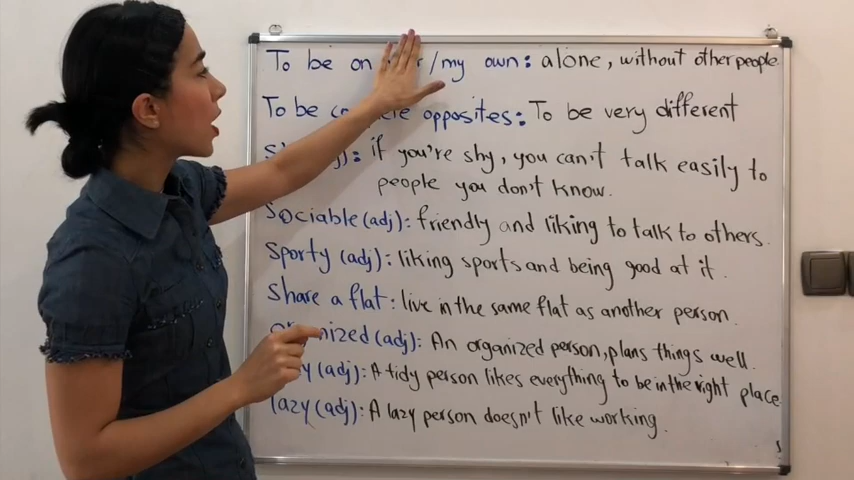 To be on /my own: alone, without other people
To be opposites: To be very different
if you're shy, you can't talk easily to
people you don't know.
Sociable (adj): friendly and liking to talk to others.
Sporty (adj): liking sports and being good at it.
Share a flat: live in the same flat as another person.
organized (adj): An organized person, plans things well.
(adj): A tidy person likes everything to be in the right place
lazy (adj): A lazy person doesn't like working.